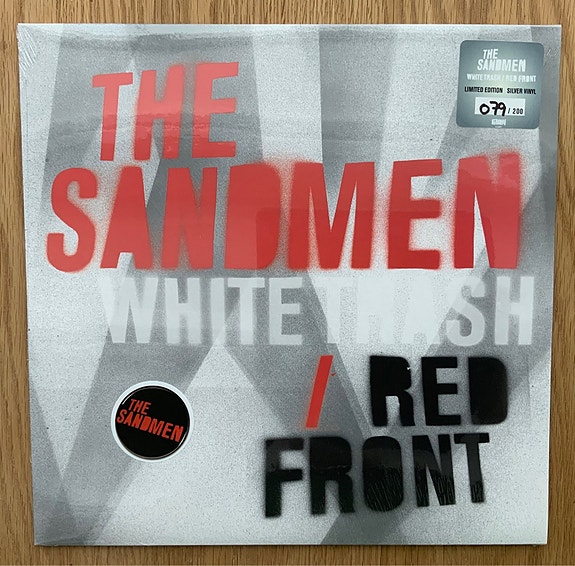 THE
SANDMEN
WHITE TRASH
/ RED
FRONT
THE
SANDMEN
WHITE TRASH / RED FRONT
LIMITED EDITION SILVER VINYL
079 / 200
THE
SANDMEN